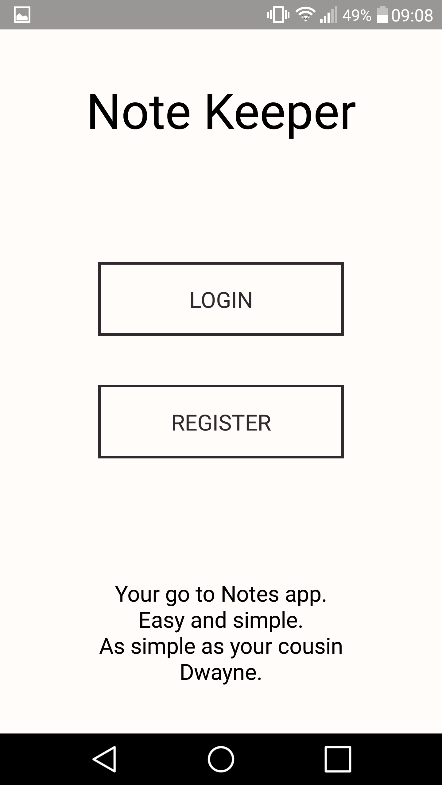 49% 09:08
Note Keeper
LOGIN
REGISTER
Your go to Notes app.
Easy and simple.
As simple as your cousin
Dwayne.